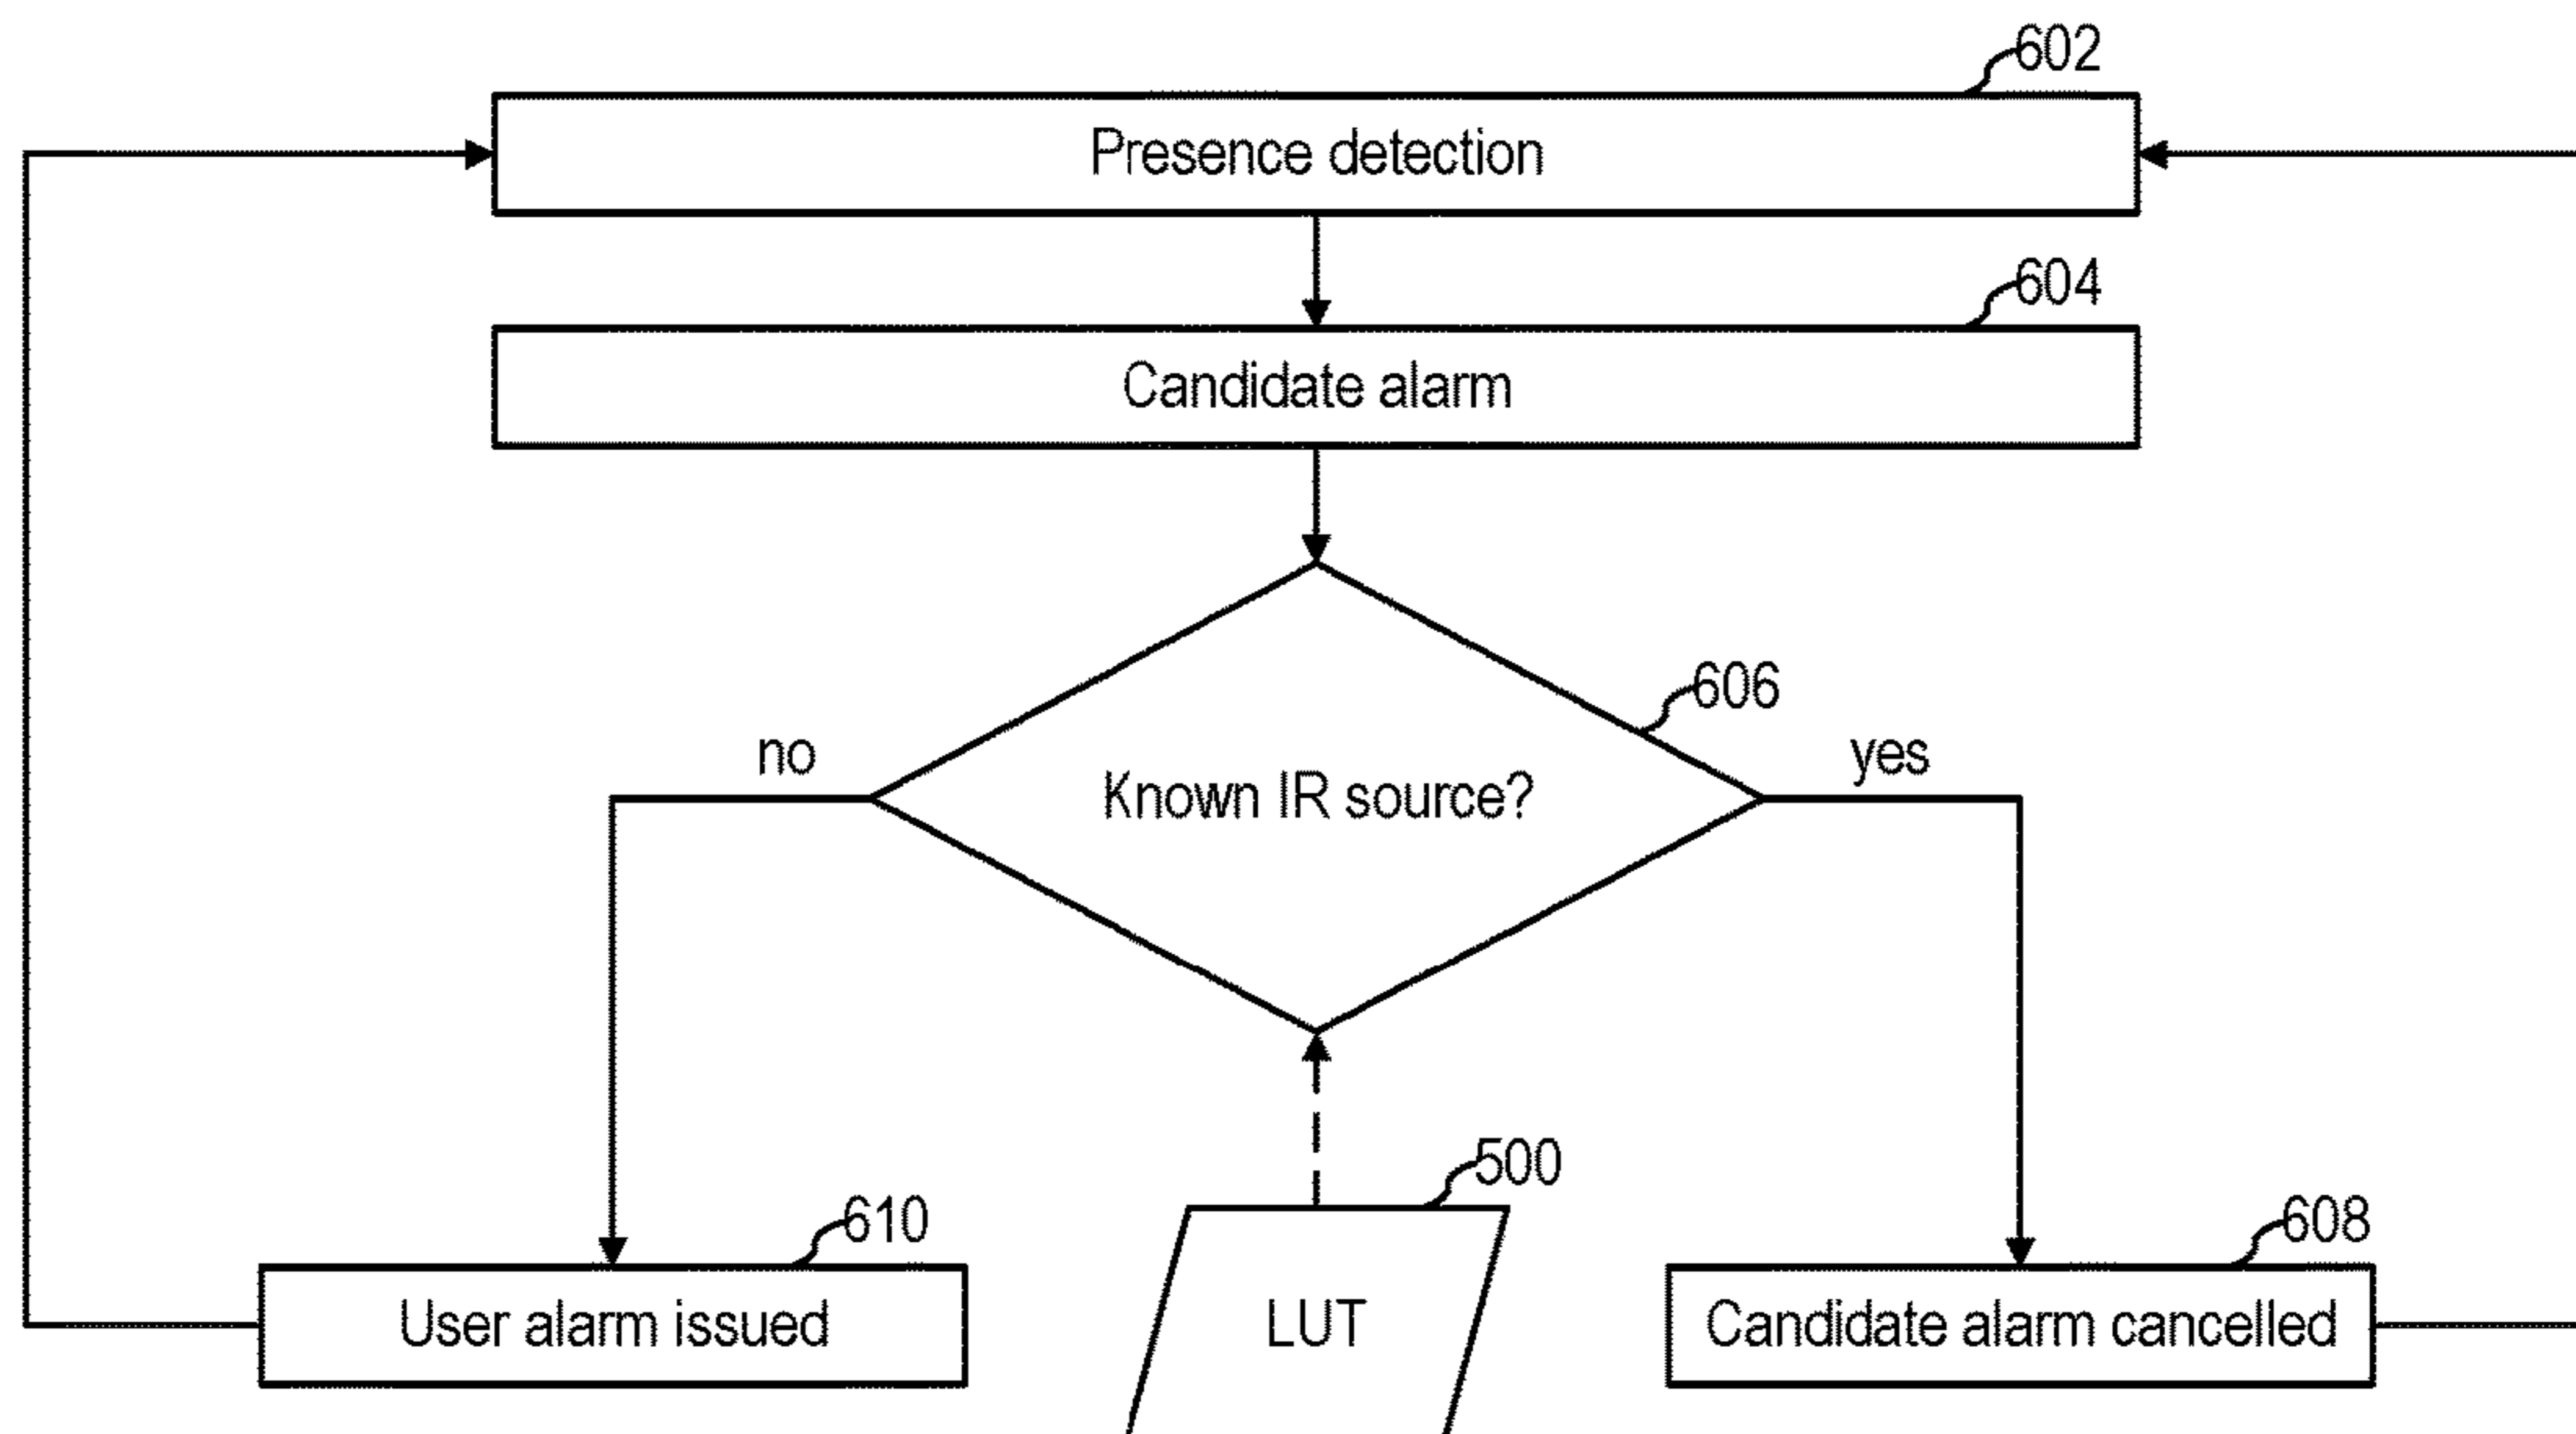 602
Presence detection
604
Candidate alarm
606
no
yes
Known IR source?
500
610
608
User alarm issued
LUT
Candidate alarm cancelled